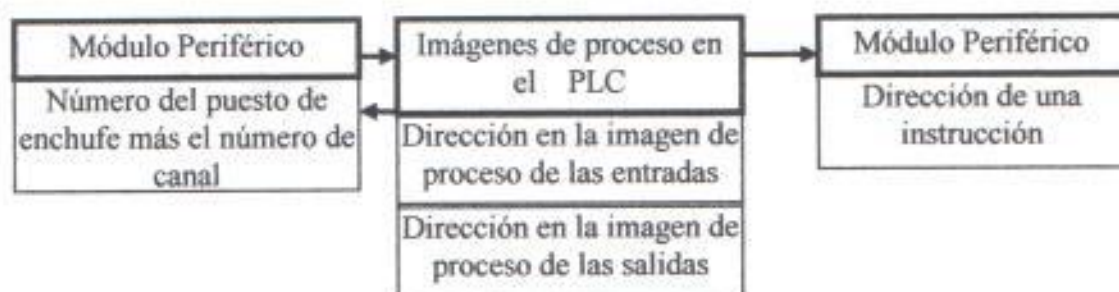 Módulo Periférico
Número del puesto de
enchufe más el número de
canal
Imágenes de proceso en
el PLC
Dirección en la imagen de
proceso de las entradas
Dirección en la imagen de
proceso de las salidas
Módulo Periférico
Dirección de una
instrucción